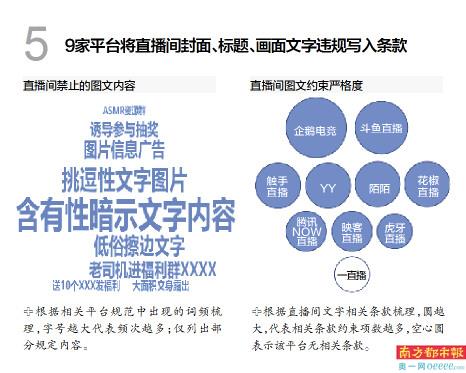 5 9家平台将直播间封面、标题、画面文字违规写入条款
直播间禁止的图文内容
ASMR
诱导参与抽奖
图片信息广告
挑逗性文字图片
含有性暗示文字内容
低俗擦边文字
老司机进福利群XXXX
送10个XXX发福利 大面积文身露出
✢根据相关平台规范中出现的词频梳
理,字号越大代表频次越多;仅列出部
分规定内容。
直播间图文约束严格度
企鹅电竞
斗鱼直播
触手
直播
YY
陌陌
花椒
直播
腾讯
NOW
直播
映客
直播
虎牙
直播
一直播
✢根据直播间文字相关条款梳理,圆越
大,代表相关条款约束项数越多,空心圆
表示该平台无相关条款。
南方都市报
奥一网oeeee.com